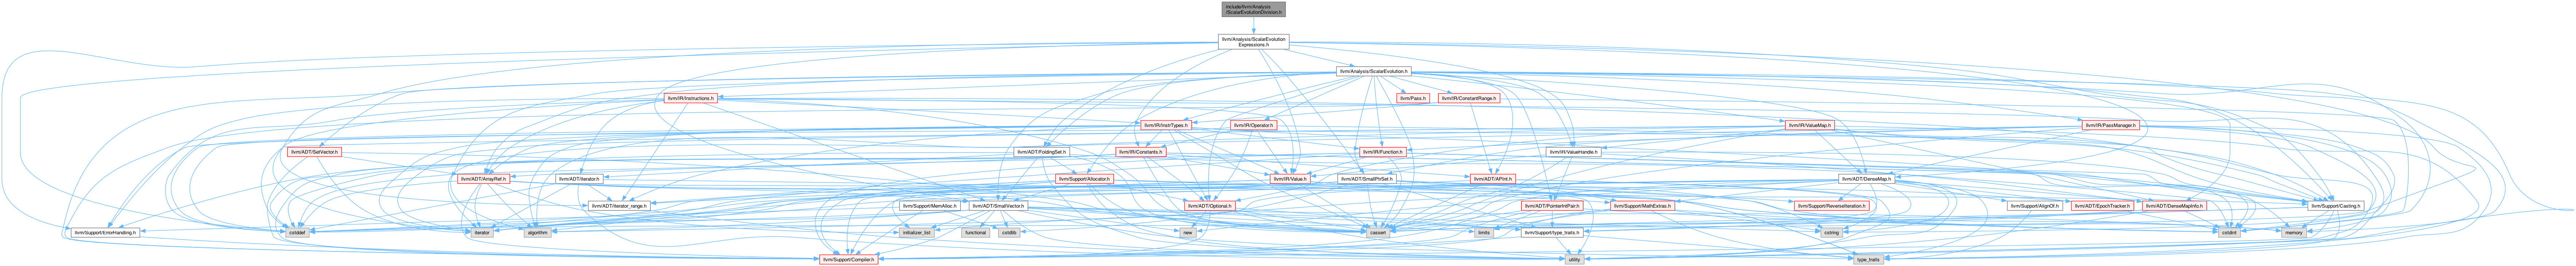 include/llvm/Analysis
/ScalarEvolutionDivision.h
llvm/Analysis/ScalarEvolution
Expressions.h
llvm/Analysis/ScalarEvolution.h
llvm/IR/Instructions.h
llvm/Pass.h
llvm/IR/ConstantRange.h
llvm/IR/InstrTypes.h
llvm/IR/Operator.h
llvm/IR/ValueMap.h
llvm/IR/PassManager.h
llvm/ADT/SetVector.h
llvm/ADT/FoldingSet.h
llvm/IR/Constants.h
llvm/IR/Function.h
llvm/IR/ValueHandle.h
llvm/ADT/ArrayRef.h
llvm/ADT/iterator.h
llvm/Support/Allocator.h
llvm/IR/Value.h
llvm/ADT/SmallPtrSet.h
llvm/ADT/APInt.h
llvm/ADT/DenseMap.h
llvm/ADT/iterator_range.h
llvm/Support/MemAlloc.h
llvm/ADT/SmallVector.h
llvm/ADT/Optional.h
llvm/ADT/PointerIntPair.h
llvm/Support/MathExtras.h
llvm/Support/ReverseIteration.h
llvm/Support/AlignOf.h
llvm/ADT/EpochTracker.h
llvm/ADT/DenseMapInfo.h
llvm/Support/Casting.h
llvm/Support/ErrorHandling.h
cstddef
iterator
algorithm
initializer_list
functional
cstdlib
new
cassert
limits
llvm/Support/type_traits.h
cstring
cstdint
memory
llvm/Support/Compiler.h
utility
type_traits